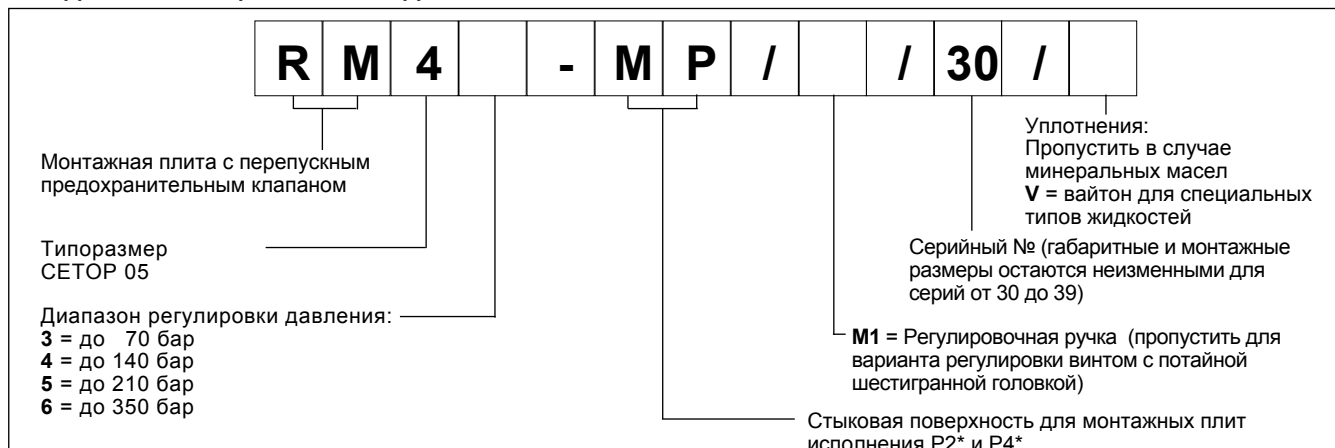 R M 4 - M P / / 30 /
Монтажная плита с перепускным
предохранительным клапаном
Типоразмер
CETOP 05
Диапазон регулировки давления:
3 = до 70 бар
4 = до 140 бар
5 = до 210 бар
6 = до 350 бар
Уплотнения:
Пропустить в случае
минеральных масел
V = вайтон для специальных
типов жидкостей
Серийный № (габаритные и монтажные
размеры остаются неизменными для
серий от 30 до 39)
M1 = Регулировочная ручка (пропустить для
варианта регулировки винтом с потайной
шестигранной головкой)
Стыковая поверхность для монтажных плит
исполнения P2* и P4*